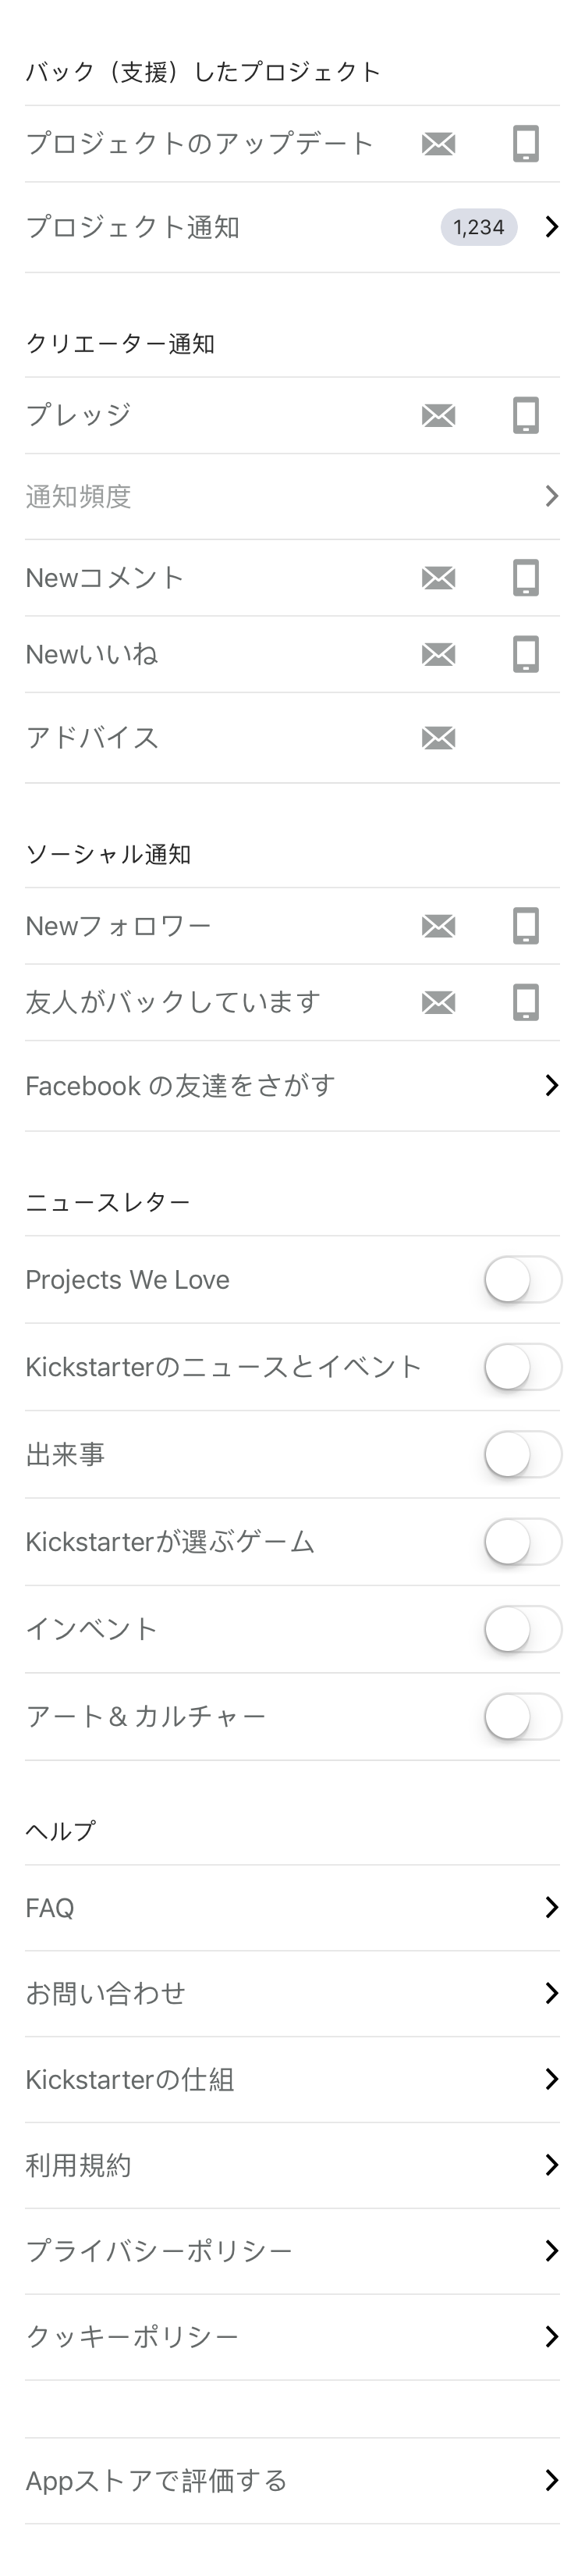 バック（支援）したプロジェクト
プロジェクトのアップデート
プロジェクト通知 1,234
クリエーター通知
プレッジ
通知頻度
Newコメント
Newいいね
アドバイス
ソーシャル通知
Newフォロワー
友人がバックしています
Facebook の友達をさがす
ニュースレター
Projects We Love
Kickstarterのニュースとイベント
出来事
Kickstarterが選ぶゲーム
インベント
アート& カルチャー
ヘルプ
FAQ
お問い合わせ
Kickstarterの仕組
利用規約
プライバシーポリシー
クッキーポリシー
Appストアで評価する